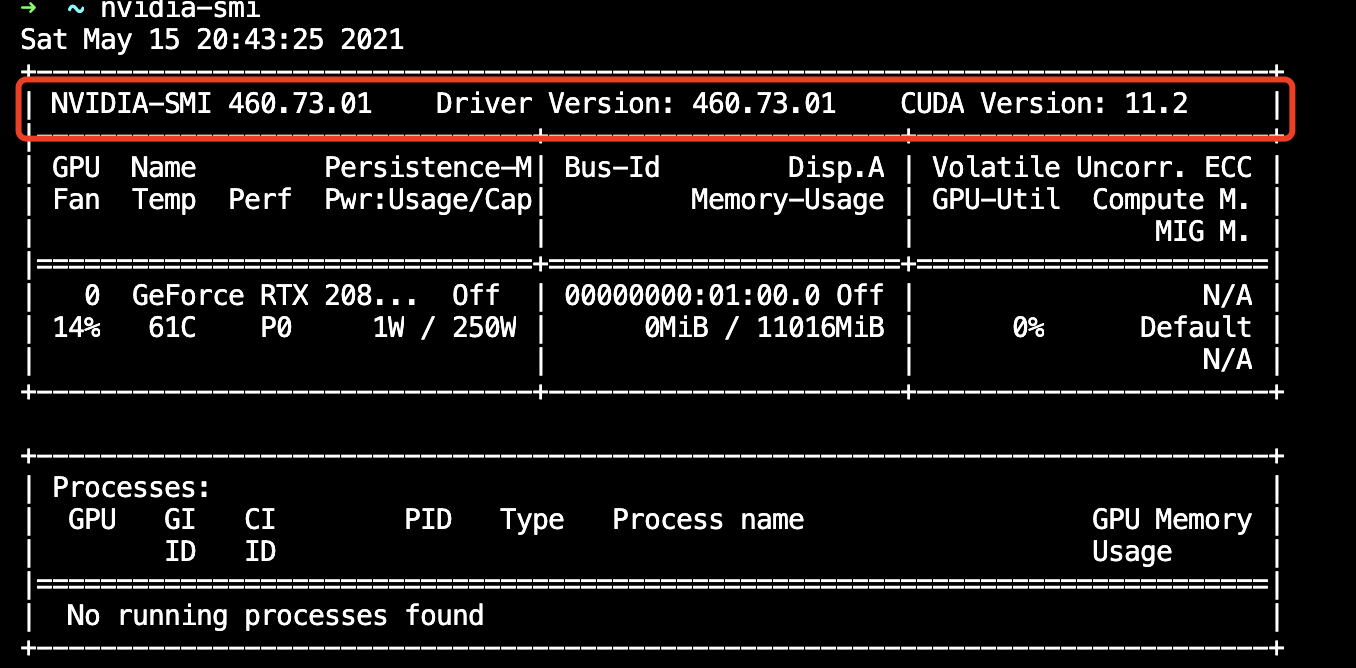 → ~ nvidia-smi
Sat May 15 20:43:25 2021
+-----------------------------------------------------------------------------+
| NVIDIA-SMI 460.73.01    Driver Version: 460.73.01    CUDA Version: 11.2     |
|-------------------------------+----------------------+----------------------+
| GPU  Name        Persistence-M| Bus-Id        Disp.A | Volatile Uncorr. ECC |
| Fan  Temp  Perf  Pwr:Usage/Cap|         Memory-Usage | GPU-Util  Compute M. |
|                               |                      |               MIG M. |
|===============================+======================+======================|
|   0  GeForce RTX 208...  Off  | 00000000:01:00.0 Off |                  N/A |
| 14%   61C    P0     1W / 250W |      0MiB / 11016MiB |      0%      Default |
|                               |                      |                  N/A |
+-------------------------------+----------------------+----------------------+
+-----------------------------------------------------------------------------+
| Processes:                                                                  |
|  GPU   GI   CI        PID   Type   Process name                  GPU Memory |
|        ID   ID                                                   Usage      |
|=============================================================================|
|  No running processes found                                                 |
+-----------------------------------------------------------------------------+